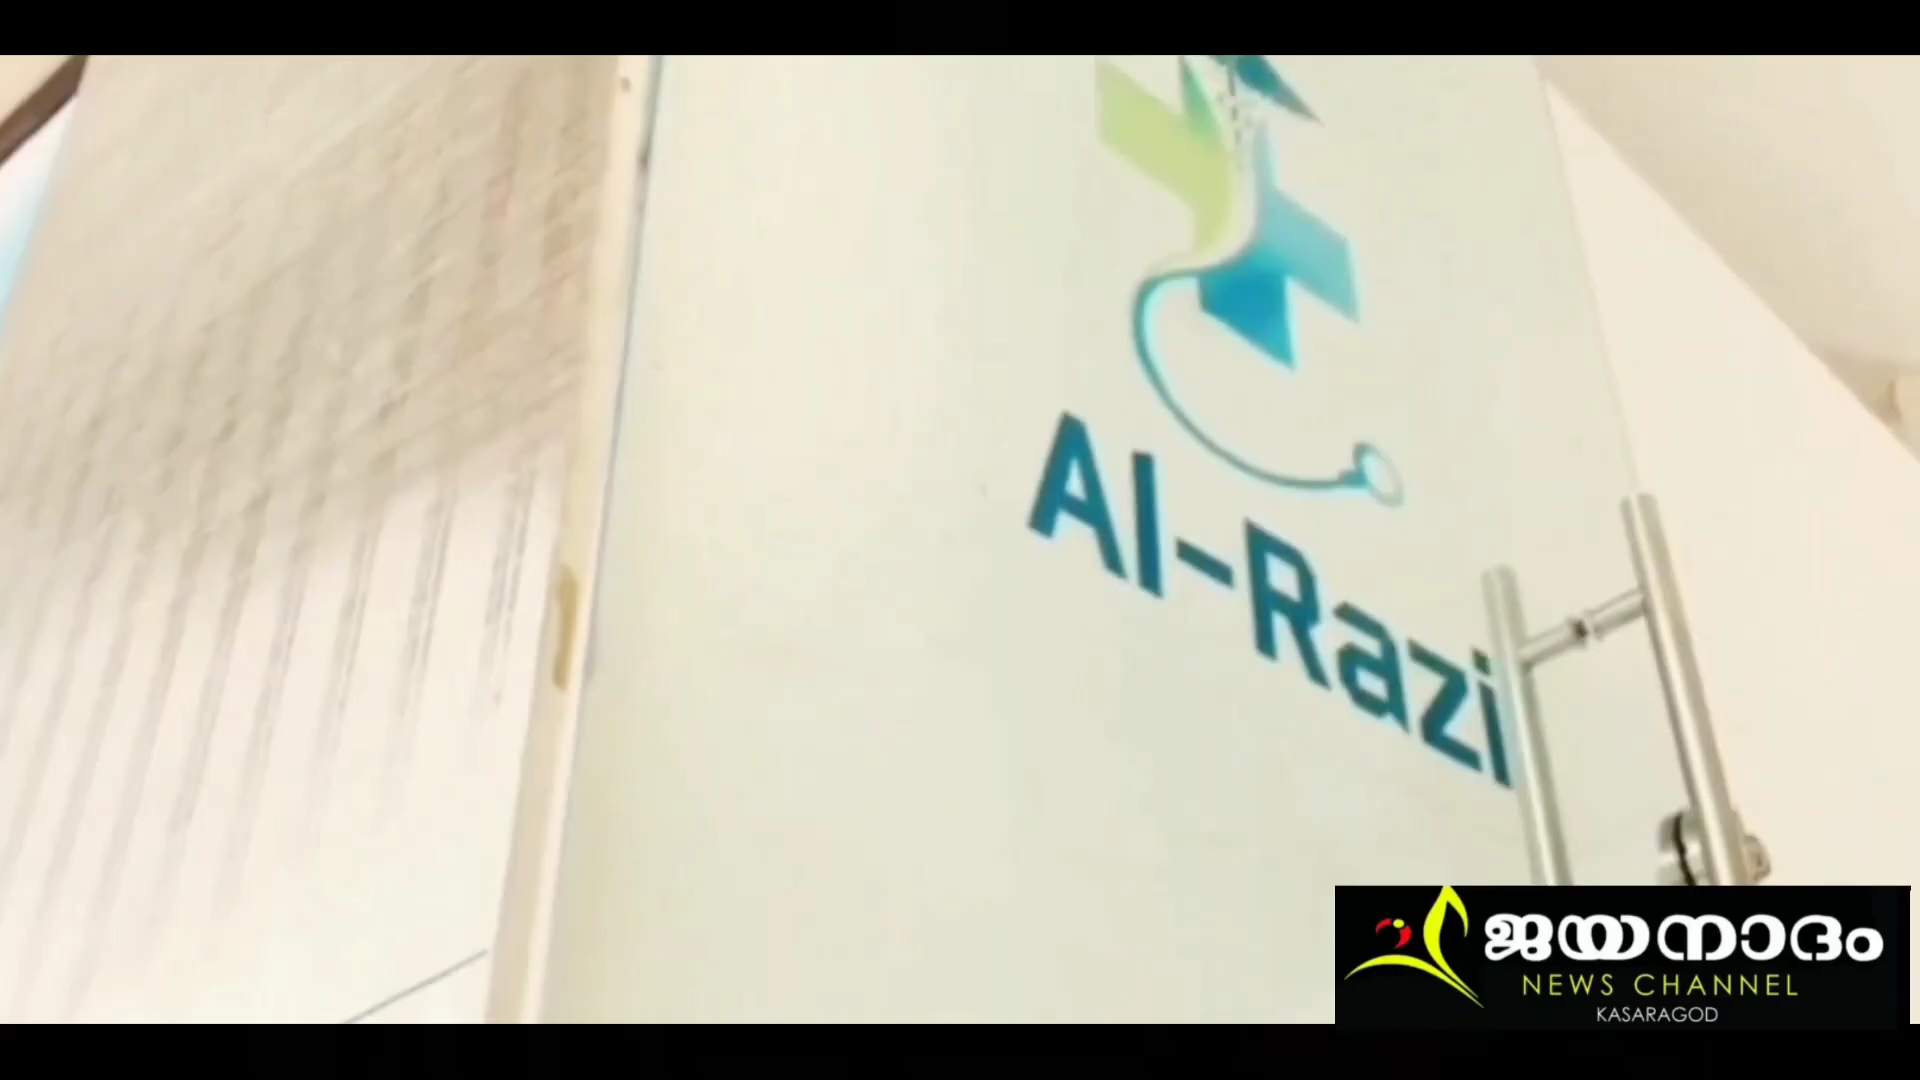 Al-Razi
ജയനാദം
NEWS CHANNEL
KASARAGOD